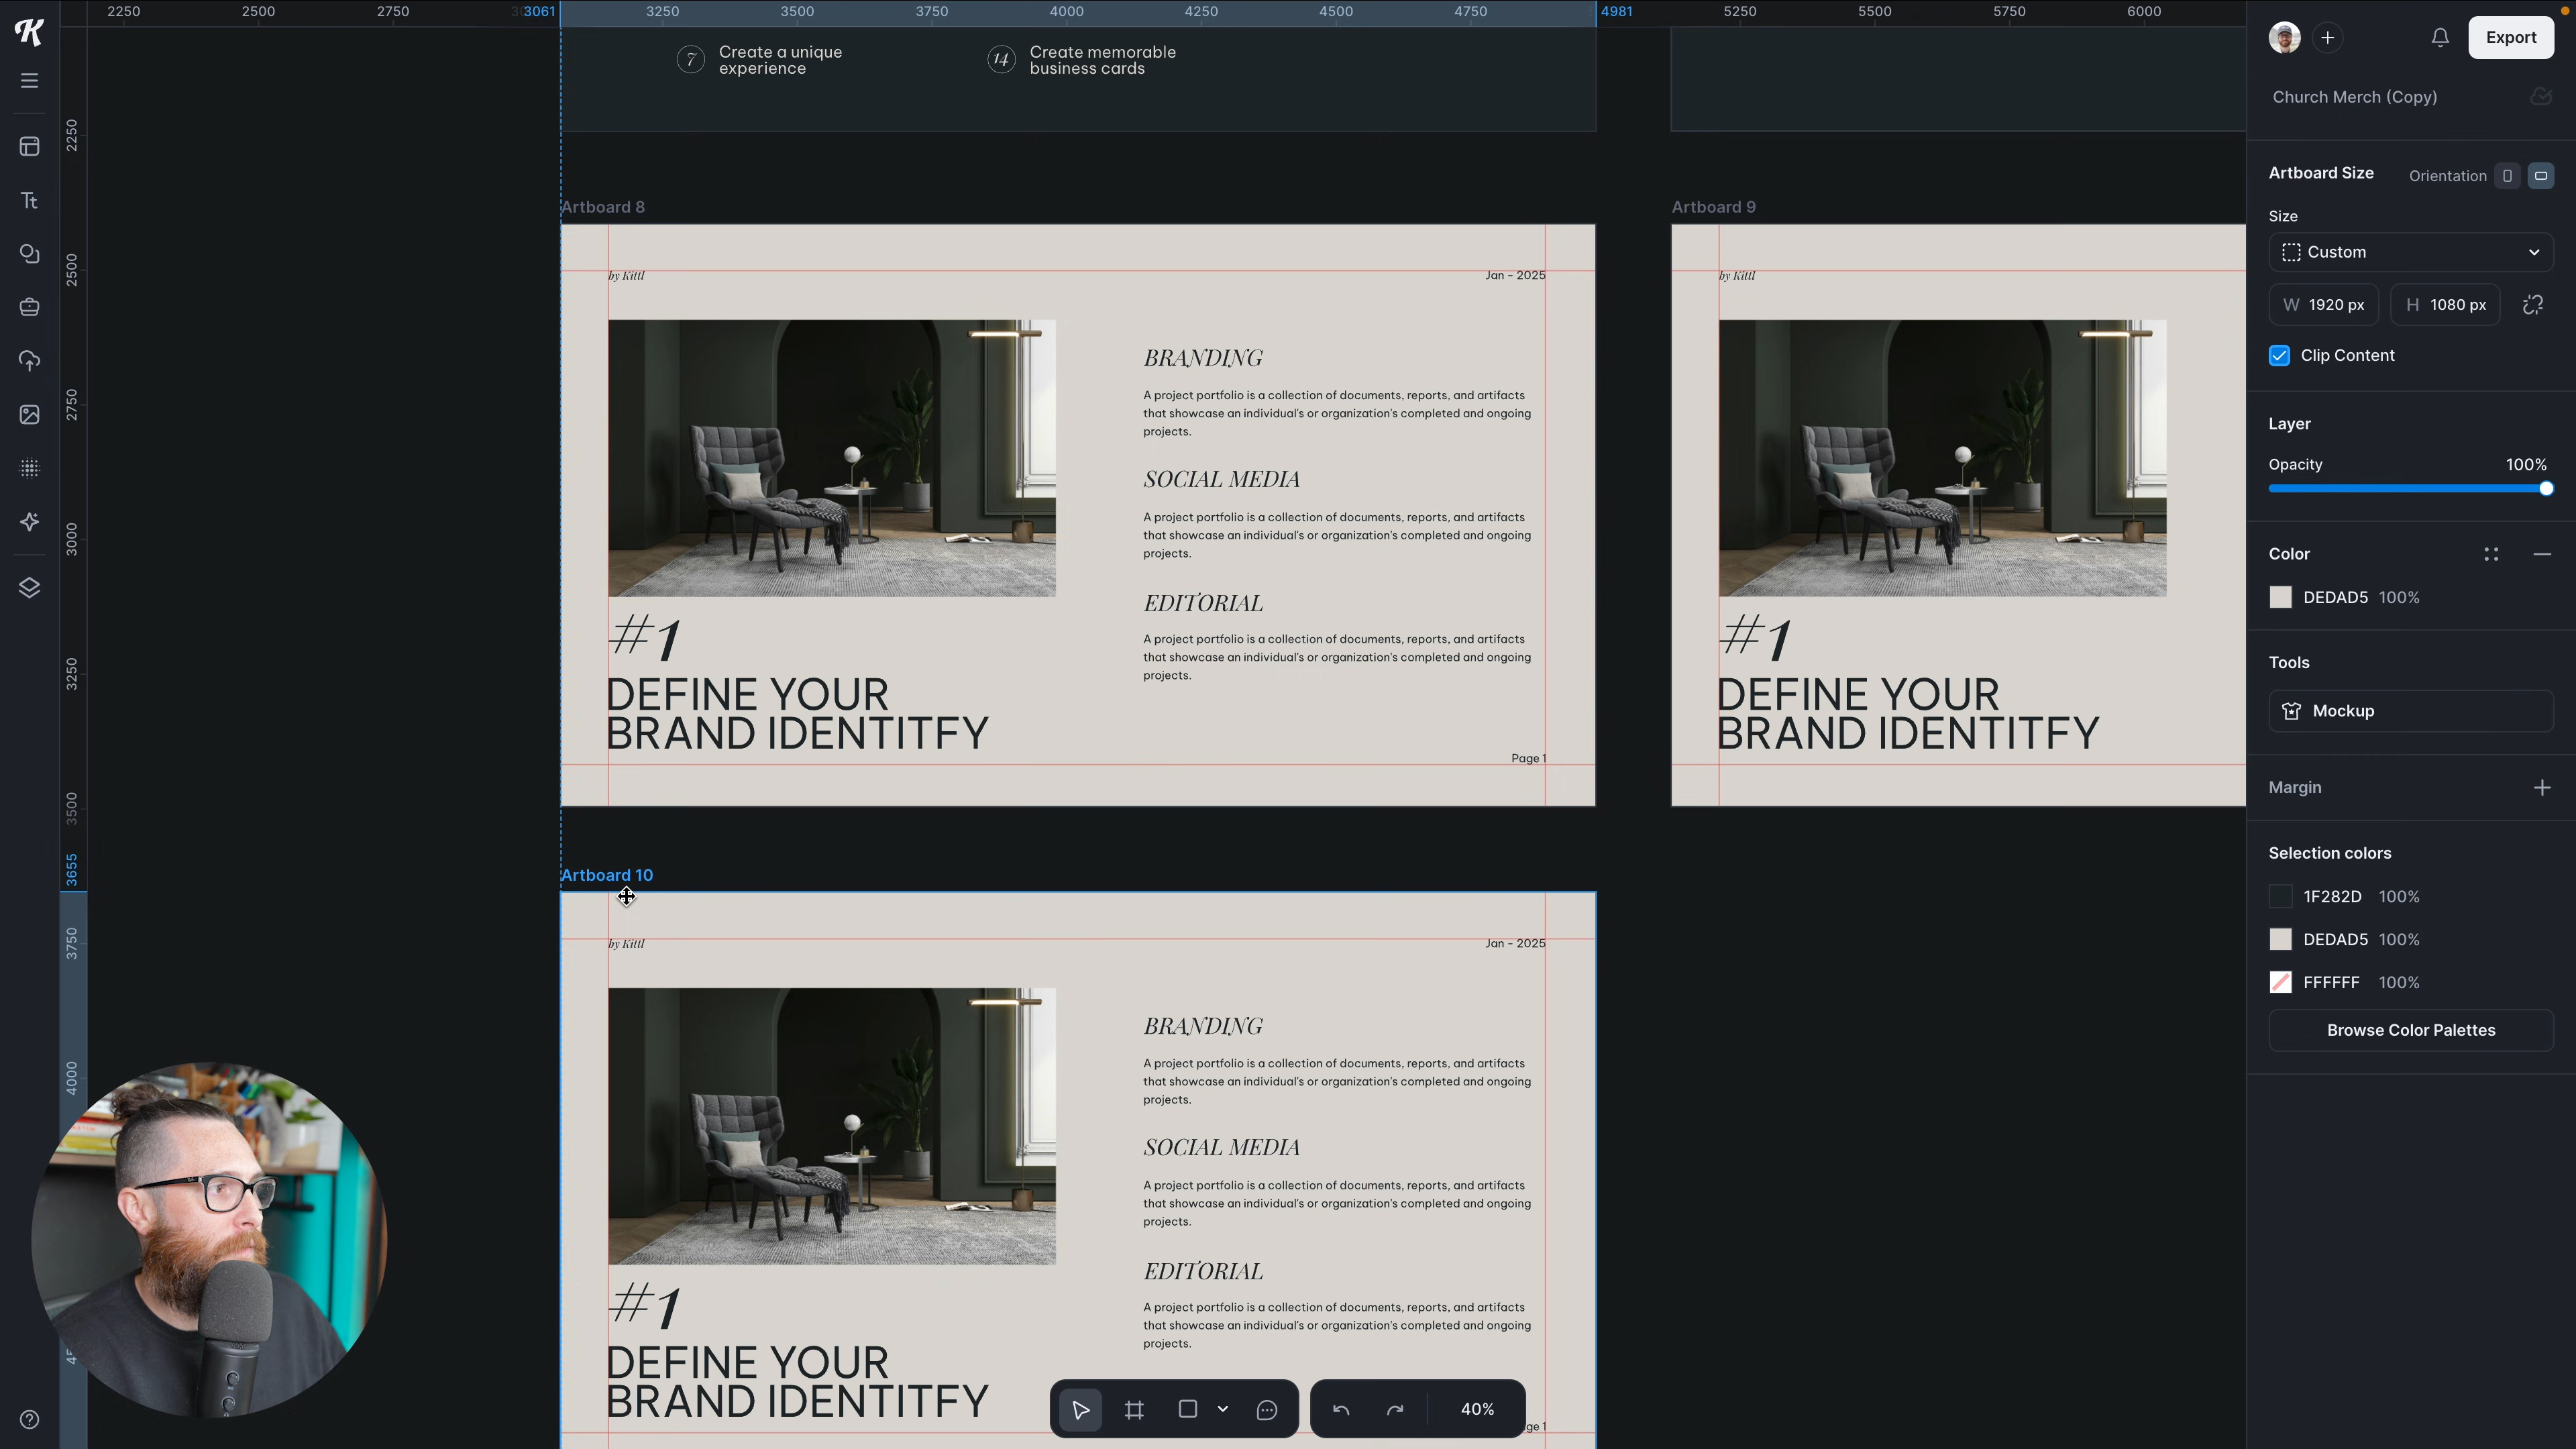 2250
2500
2750
3061
3250
3500
3750
4000
4250
4500
4750
4981
5250
5500
5750
6000
7
Create a unique
experience
14
Create memorable
business cards
2250
2500
2750
3000
3250
3500
3655
3750
4000
Artboard 8
by Kittl
Jan - 2025
BRANDING
A project portfolio is a collection of documents, reports, and artifacts
that showcase an individual's or organization's completed and ongoing
projects.
SOCIAL MEDIA
A project portfolio is a collection of documents, reports, and artifacts
that showcase an individual's or organization's completed and ongoing
projects.
EDITORIAL
A project portfolio is a collection of documents, reports, and artifacts
that showcase an individual's or organization's completed and ongoing
projects.
#1
DEFINE YOUR
BRAND IDENTITFY
Page 1
Artboard 9
by Kittl
#1
DEFINE YOUR
BRAND IDENTITFY
Artboard 10
by Kittl
Jan - 2025
BRANDING
A project portfolio is a collection of documents, reports, and artifacts
that showcase an individual's or organization's completed and ongoing
projects.
SOCIAL MEDIA
A project portfolio is a collection of documents, reports, and artifacts
that showcase an individual's or organization's completed and ongoing
projects.
EDITORIAL
A project portfolio is a collection of documents, reports, and artifacts
that showcase an individual's or organization's completed and ongoing
projects.
#1
DEFINE YOUR
BRAND IDENTITFY
ge 1
40%
Export
Church Merch (Copy)
Artboard Size
Orientation
Size
Custom
W 1920 px
H 1080 px
Clip Content
Layer
Opacity
100%
Color
DEDAD5 100%
Tools
Mockup
Margin
Selection colors
1F282D 100%
DEDAD5 100%
FFFFFF 100%
Browse Color Palettes